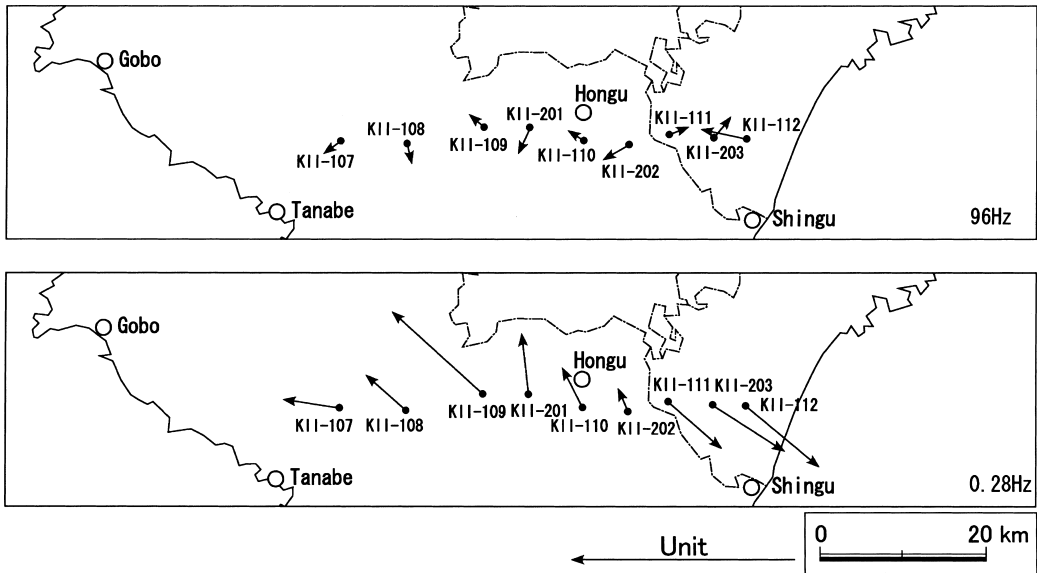 Gobo
Hongu
KII-201
KII-111
KII-108
KII-112
KII-109
KII-110
KII-203
KII-107
KII-202
Tanabe
Shingu
96Hz
Gobo
Hongu
KII-111
KII-203
KII-109
KII-201
KII-112
KII-107
KII-108
KII-110
KII-202
Tanabe
Shingu
0.28Hz
Unit
0 20 km